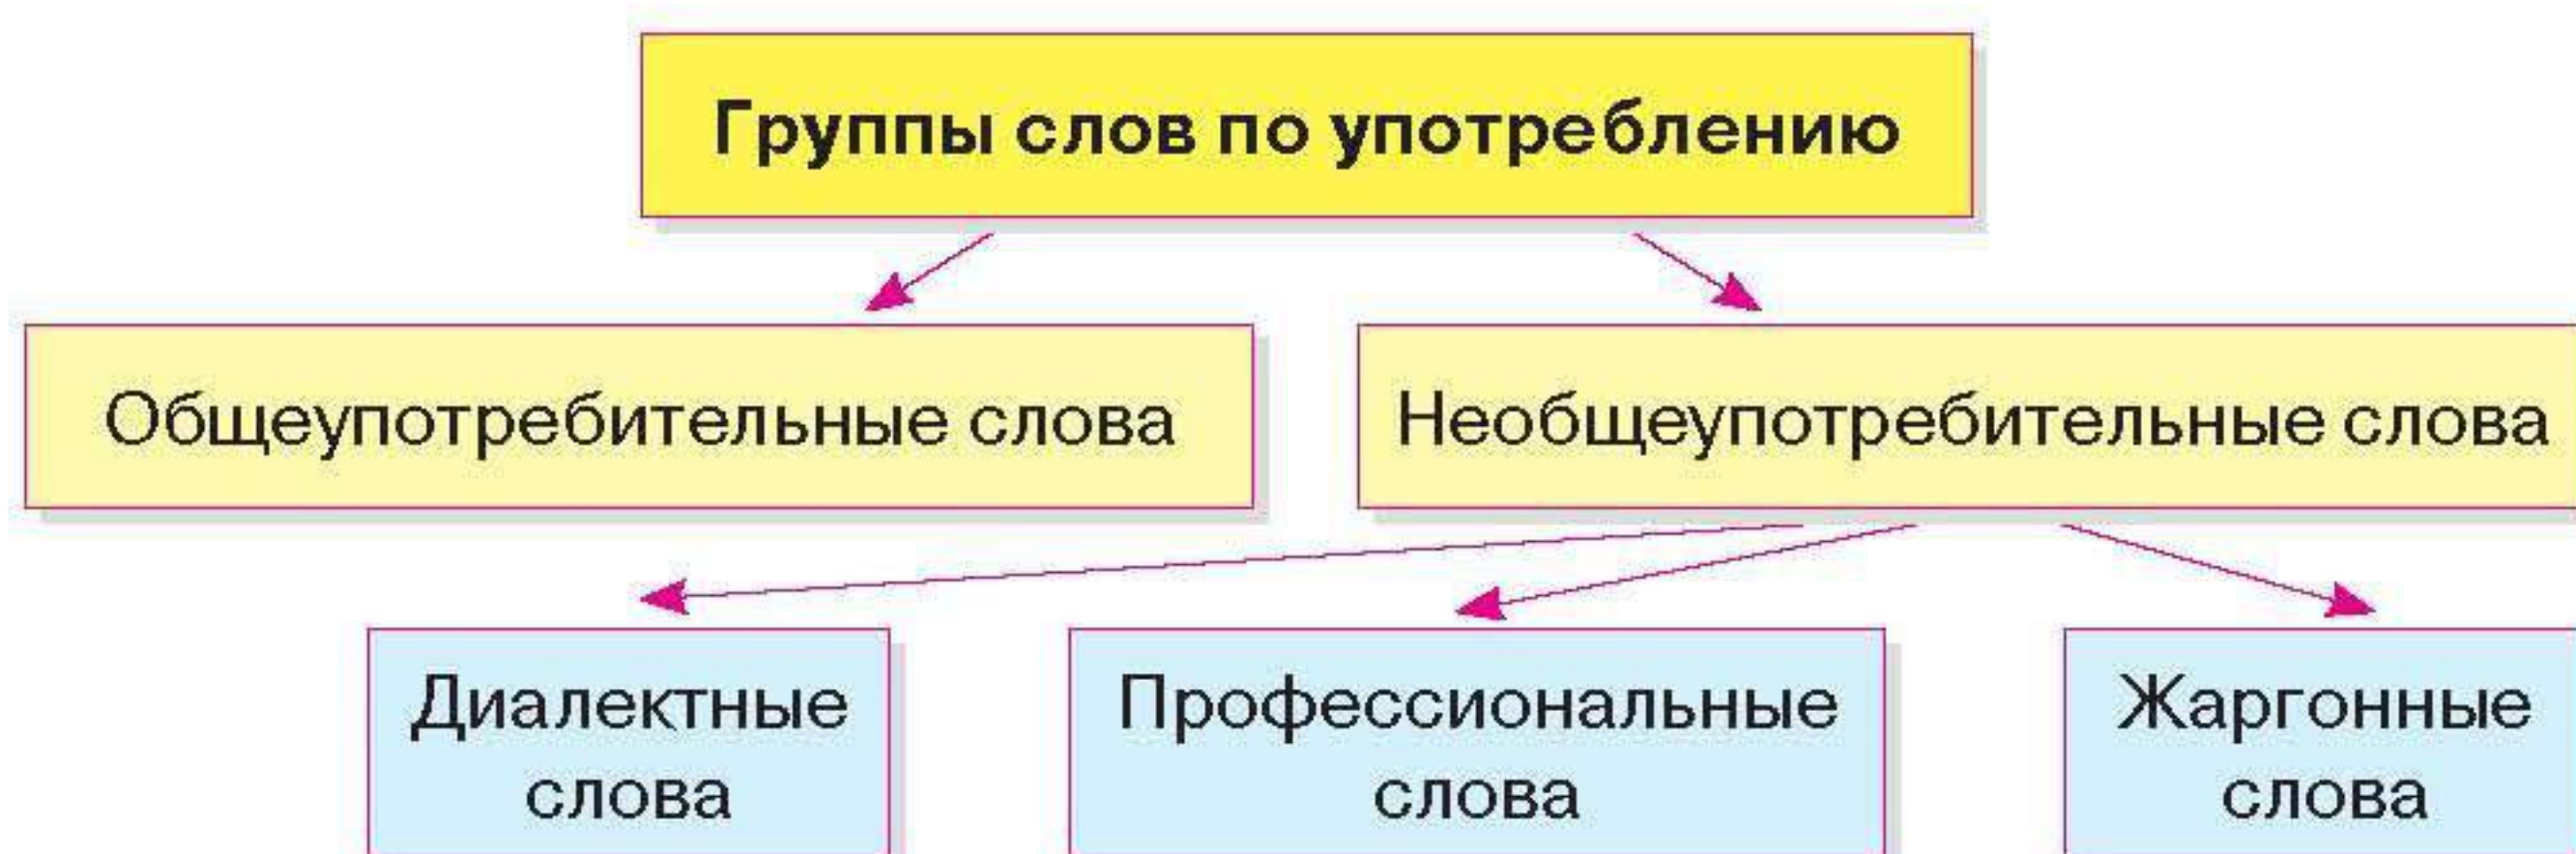 Группы слов по употреблению
Общеупотребительные слова
Необщеупотребительные слова
Диалектные
слова
Профессиональные
слова
Жаргонные
слова